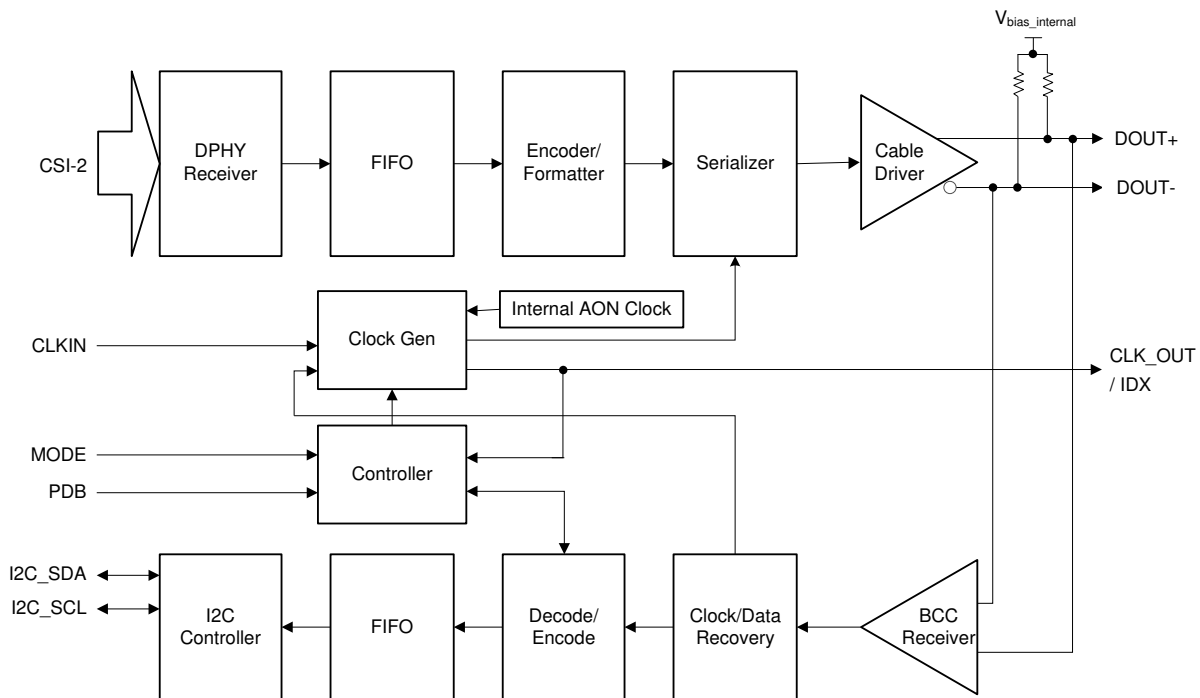 V bias_internal
CSI-2
DPHY
Receiver
FIFO
Encoder/
Formatter
Serializer
Cable
Driver
DOUT+
DOUT-
Internal AON Clock
CLKIN
Clock Gen
CLK_OUT
/ IDX
MODE
PDB
Controller
I2C_SDA
I2C_SCL
I2C
Controller
FIFO
Decode/
Encode
Clock/Data
Recovery
BCC
Receiver